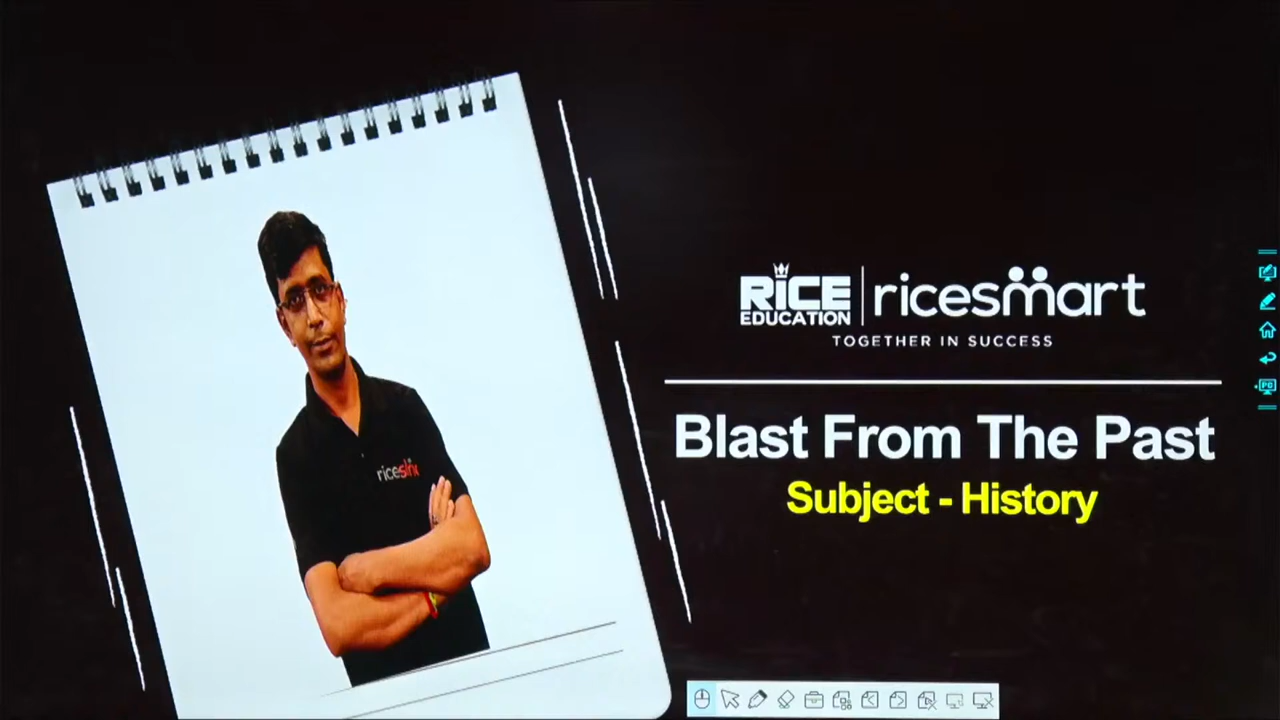 RICE
EDUCATION
ricesmart
TOGETHER IN SUCCESS
Blast From The Past
Subject - History